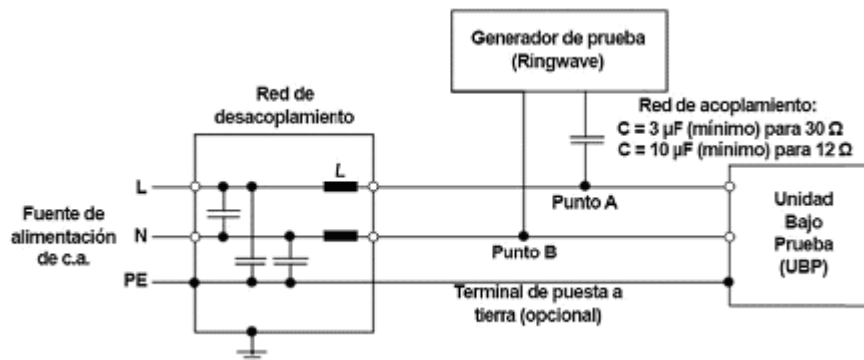 Generador de prueba
(Ringwave)
Red de
desacoplamiento
Red de acoplamiento:
C = 3 µF (mínimo) para 30 Ω
C = 10 µF (mínimo) para 12 Ω
L
L
Punto A
Fuente de
alimentación
de c.a.
N
Punto B
PE
Terminal de puesta a
tierra (opcional)
Unidad
Bajo
Prueba
(UBP)